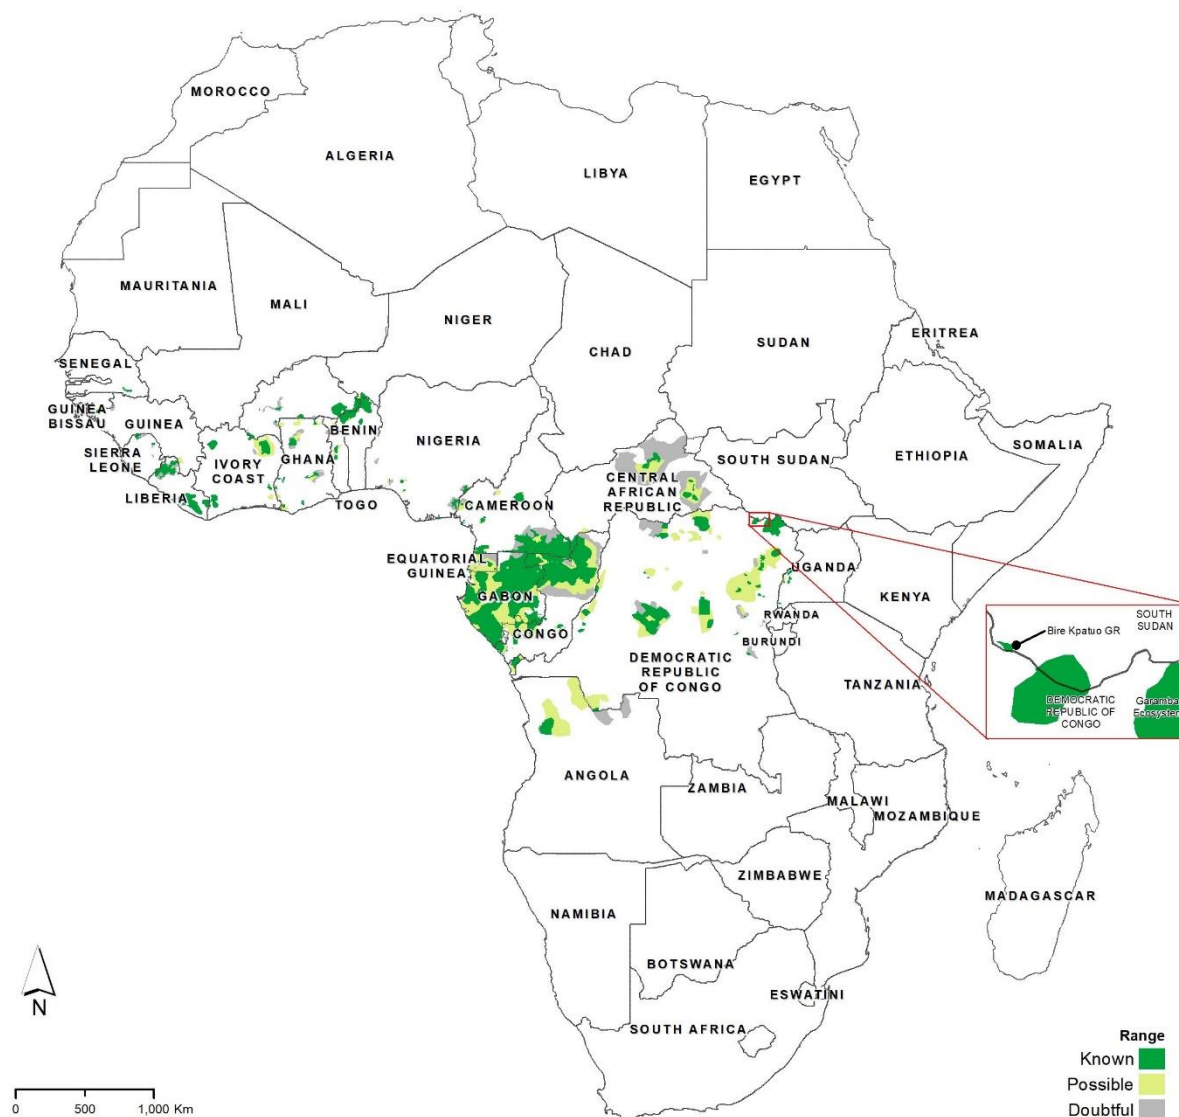 MOROCCO
ALGERIA
LIBYA
EGYPT
MAURITANIA
MALI
NIGER
CHAD
SUDAN
ERITREA
SENEGAL
GUINEA
BISSAU
GUINEA
SIERRA
LEONE
LIBERIA
IVORY
COAST
GHANA
TOGO
BENIN
NIGERIA
CAMEROON
CENTRAL
AFRICAN
REPUBLIC
SOUTH SUDAN
ETHIOPIA
SOMALIA
EQUATORIAL
GUINEA
GABON
CONGO
DEMOCRATIC
REPUBLIC
OF CONGO
UGANDA
KENYA
RWANDA
BURUNDI
TANZANIA
SOUTH
SUDAN
Bire Kpatuo GR
DEMOCRATIC
REPUBLIC OF
CONGO
Garamba
Ecosystem
ANGOLA
ZAMBIA
MALAWI
MOZAMBIQUE
ZIMBABWE
MADAGASCAR
NAMIBIA
BOTSWANA
ESWATINI
SOUTH AFRICA
N
0 500 1,000 Km
Range
Known
Possible
Doubtful